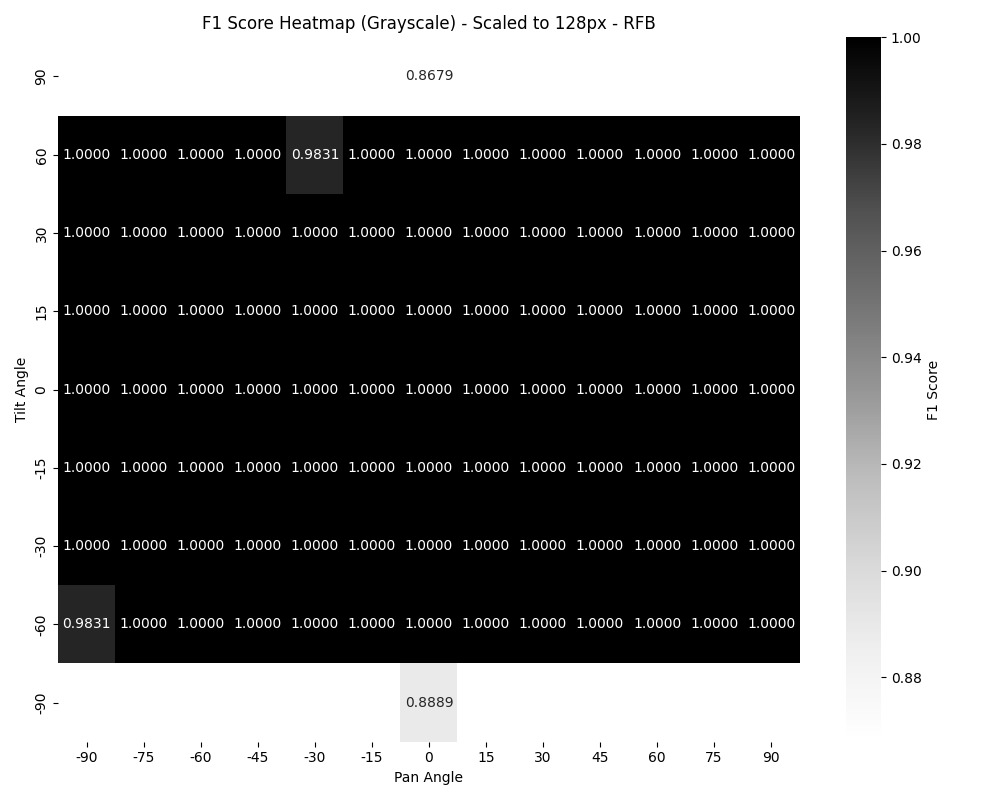 F1 Score Heatmap (Grayscale) - Scaled to 128px - RFB
90 0.8679
60 1.0000 1.0000 1.0000 1.0000 0.9831 1.0000 1.0000 1.0000 1.0000 1.0000 1.0000 1.0000 1.0000
30 1.0000 1.0000 1.0000 1.0000 1.0000 1.0000 1.0000 1.0000 1.0000 1.0000 1.0000 1.0000 1.0000
15 1.0000 1.0000 1.0000 1.0000 1.0000 1.0000 1.0000 1.0000 1.0000 1.0000 1.0000 1.0000 1.0000
0 1.0000 1.0000 1.0000 1.0000 1.0000 1.0000 1.0000 1.0000 1.0000 1.0000 1.0000 1.0000 1.0000
-15 1.0000 1.0000 1.0000 1.0000 1.0000 1.0000 1.0000 1.0000 1.0000 1.0000 1.0000 1.0000 1.0000
-30 1.0000 1.0000 1.0000 1.0000 1.0000 1.0000 1.0000 1.0000 1.0000 1.0000 1.0000 1.0000 1.0000
-60 0.9831 1.0000 1.0000 1.0000 1.0000 1.0000 1.0000 1.0000 1.0000 1.0000 1.0000 1.0000 1.0000
-90 0.8889
-90 -75 -60 -45 -30 -15 0 15 30 45 60 75 90
Pan Angle
Tilt Angle
1.00
0.98
0.96
0.94
0.92
0.90
0.88
F1 Score